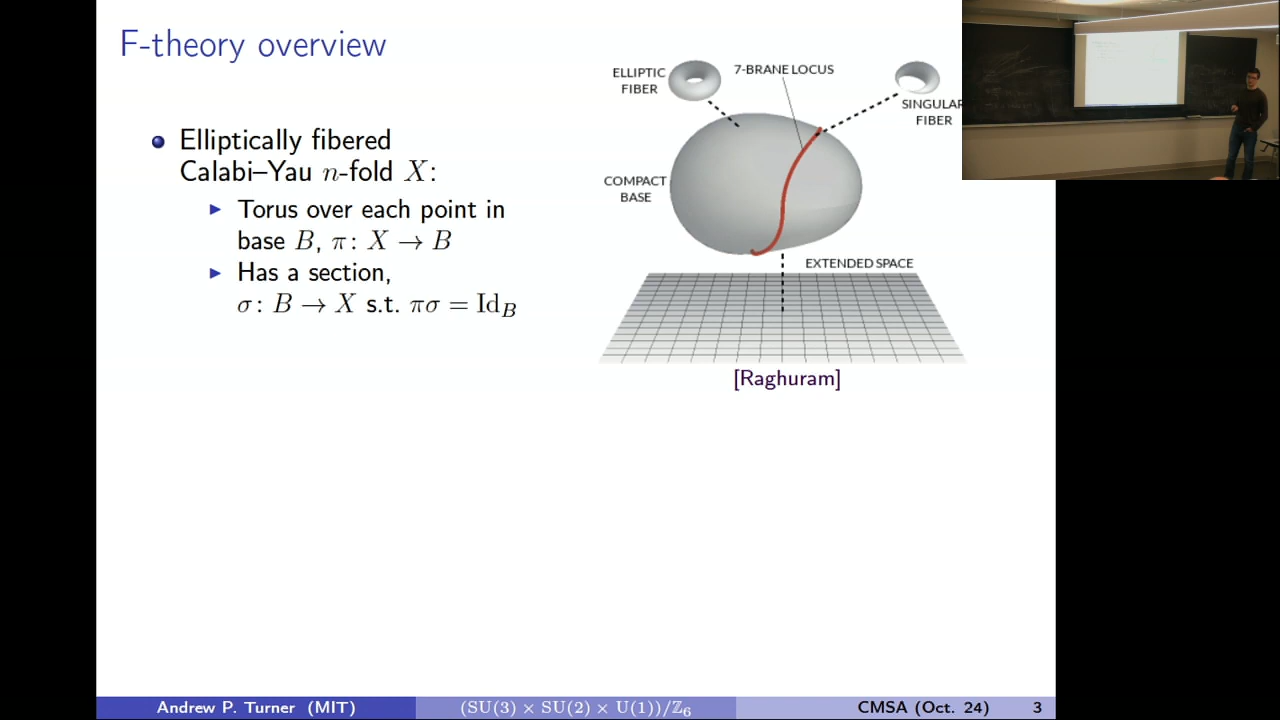 F-theory overview
Elliptically fibered
Calabi–Yau n-fold X:
Torus over each point in
base B, π: X → B
Has a section,
σ: B → X s.t. πσ = Id_B
ELLIPTIC
FIBER
7-BRANE LOCUS
SINGULAR
FIBER
COMPACT
BASE
EXTENDED SPACE
[Raghuram]
Andrew P. Turner (MIT)
(SU(3) × SU(2) × U(1))/ℤ₆
CMSA (Oct. 24)
3